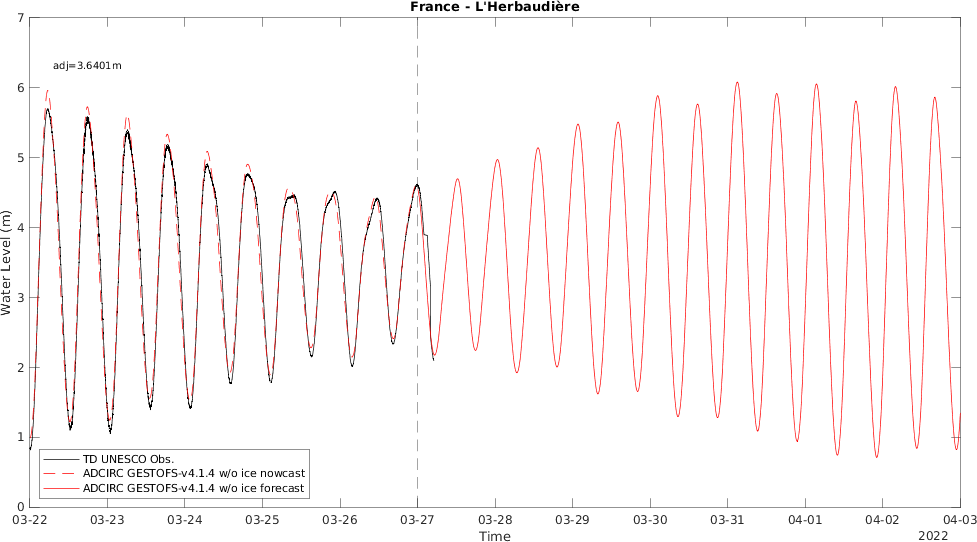 France - L'Herbaudière
7
6
5
4
3
2
1
0
Water Level (m)
adj=3.6401m
TD UNESCO Obs.
ADCIRC GESTOFS-v4.1.4 w/o ice nowcast
ADCIRC GESTOFS-v4.1.4 w/o ice forecast
03-22 03-23 03-24 03-25 03-26 03-27 03-28 03-29 03-30 03-31 04-01 04-02 04-03
Time
2022